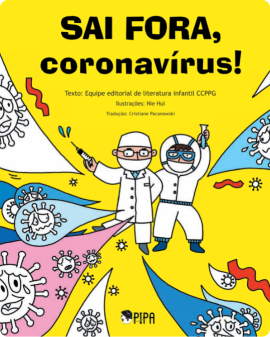 SAI FORA,
coronavírus!
Texto: Equipe editorial de literatura infantil CCPPG
Ilustrações: Nie Hui
Tradução: Cristiane Pacanowski
PIPA